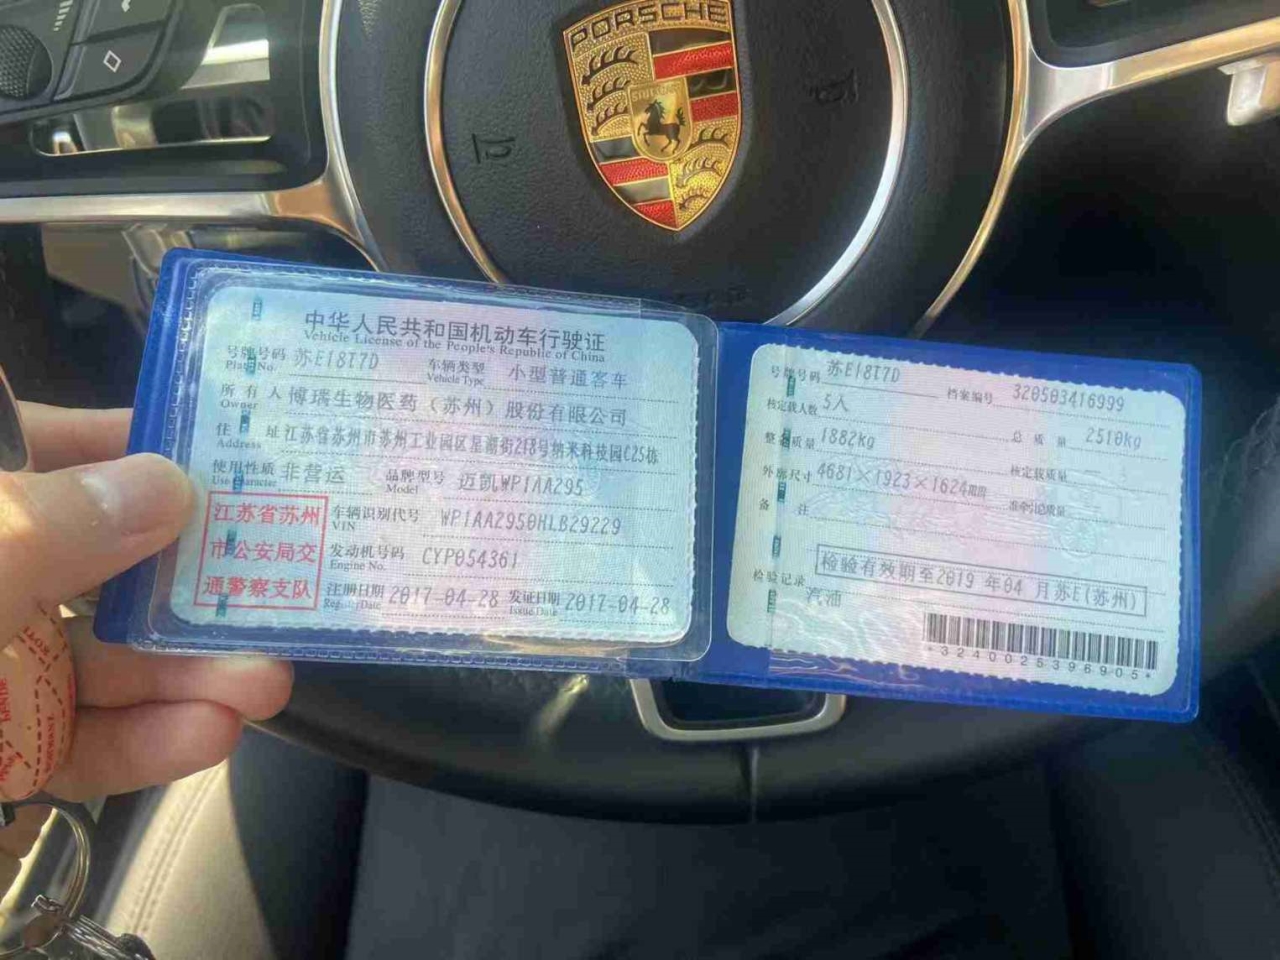 PORSCHE
中华人民共和国机动车行驶证
Vehicle License of the People's Republic of China
号牌号码 苏E18T7D 车辆类型 小型普通客车
Plate No. Vehicle Type
所有人 博瑞生物医药（苏州）股份有限公司
Owner
住址 江苏省苏州市苏州工业园区星湖街218号纳米科技园C25栋
Address
使用性质 非营运 品牌型号 迈凯WP1AA295
Use Character Model
江苏省苏州
市公安局交
通警察支队
车辆识别代号 WP1AA2950HLB29229
VIN
发动机号码 CYP054361
Engine No.
注册日期 2017-04-28 发证日期 2017-04-28
Register Date Issue Date
号牌号码 苏E18T7D 档案编号 320503416999
核定载人数 5人 总质量 2510kg
整备质量 1882kg 核定载质量 --
外廓尺寸 4681×1923×1624mm 准牵引总质量 --
备注
检验有效期至2019年04月苏E(苏州)
检验记录
汽油
*3240025396905*